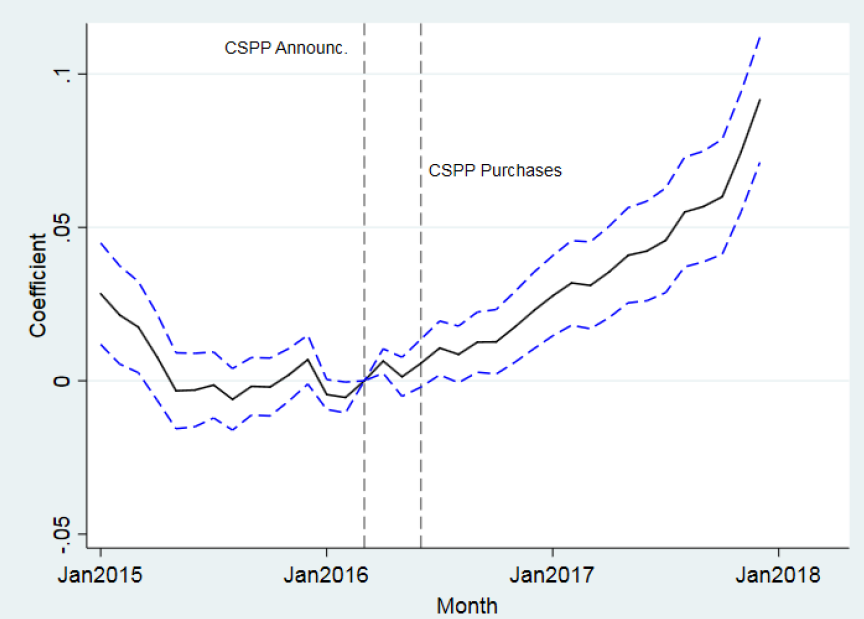 CSPP Announc.
CSPP Purchases
.1
.05
0
-.05
Coefficient
Jan2015
Jan2016
Jan2017
Jan2018
Month